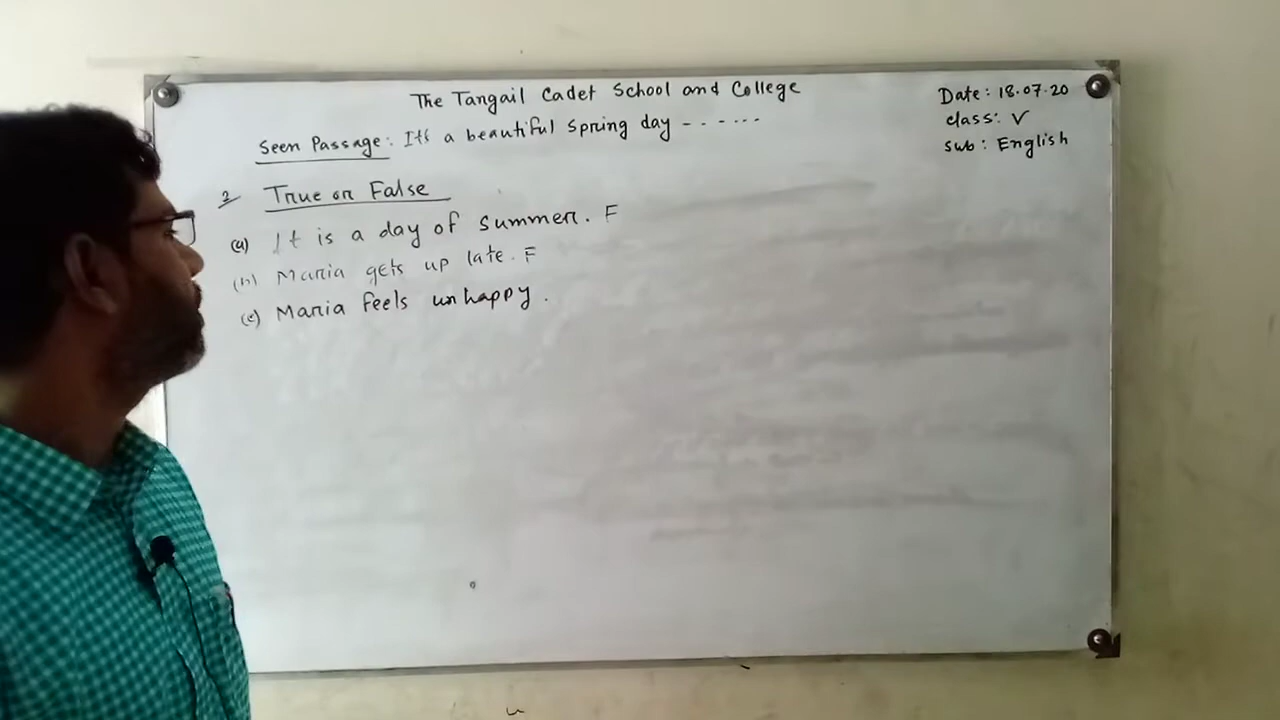 The Tangail Cadet School and College
Date: 18.07.20
class: V
Sub: English
Seen Passage: It's a beautiful spring day - - - - - -
2 True or False
(a) It is a day of summer. F
(b) Maria gets up late. F
(c) Maria feels unhappy.